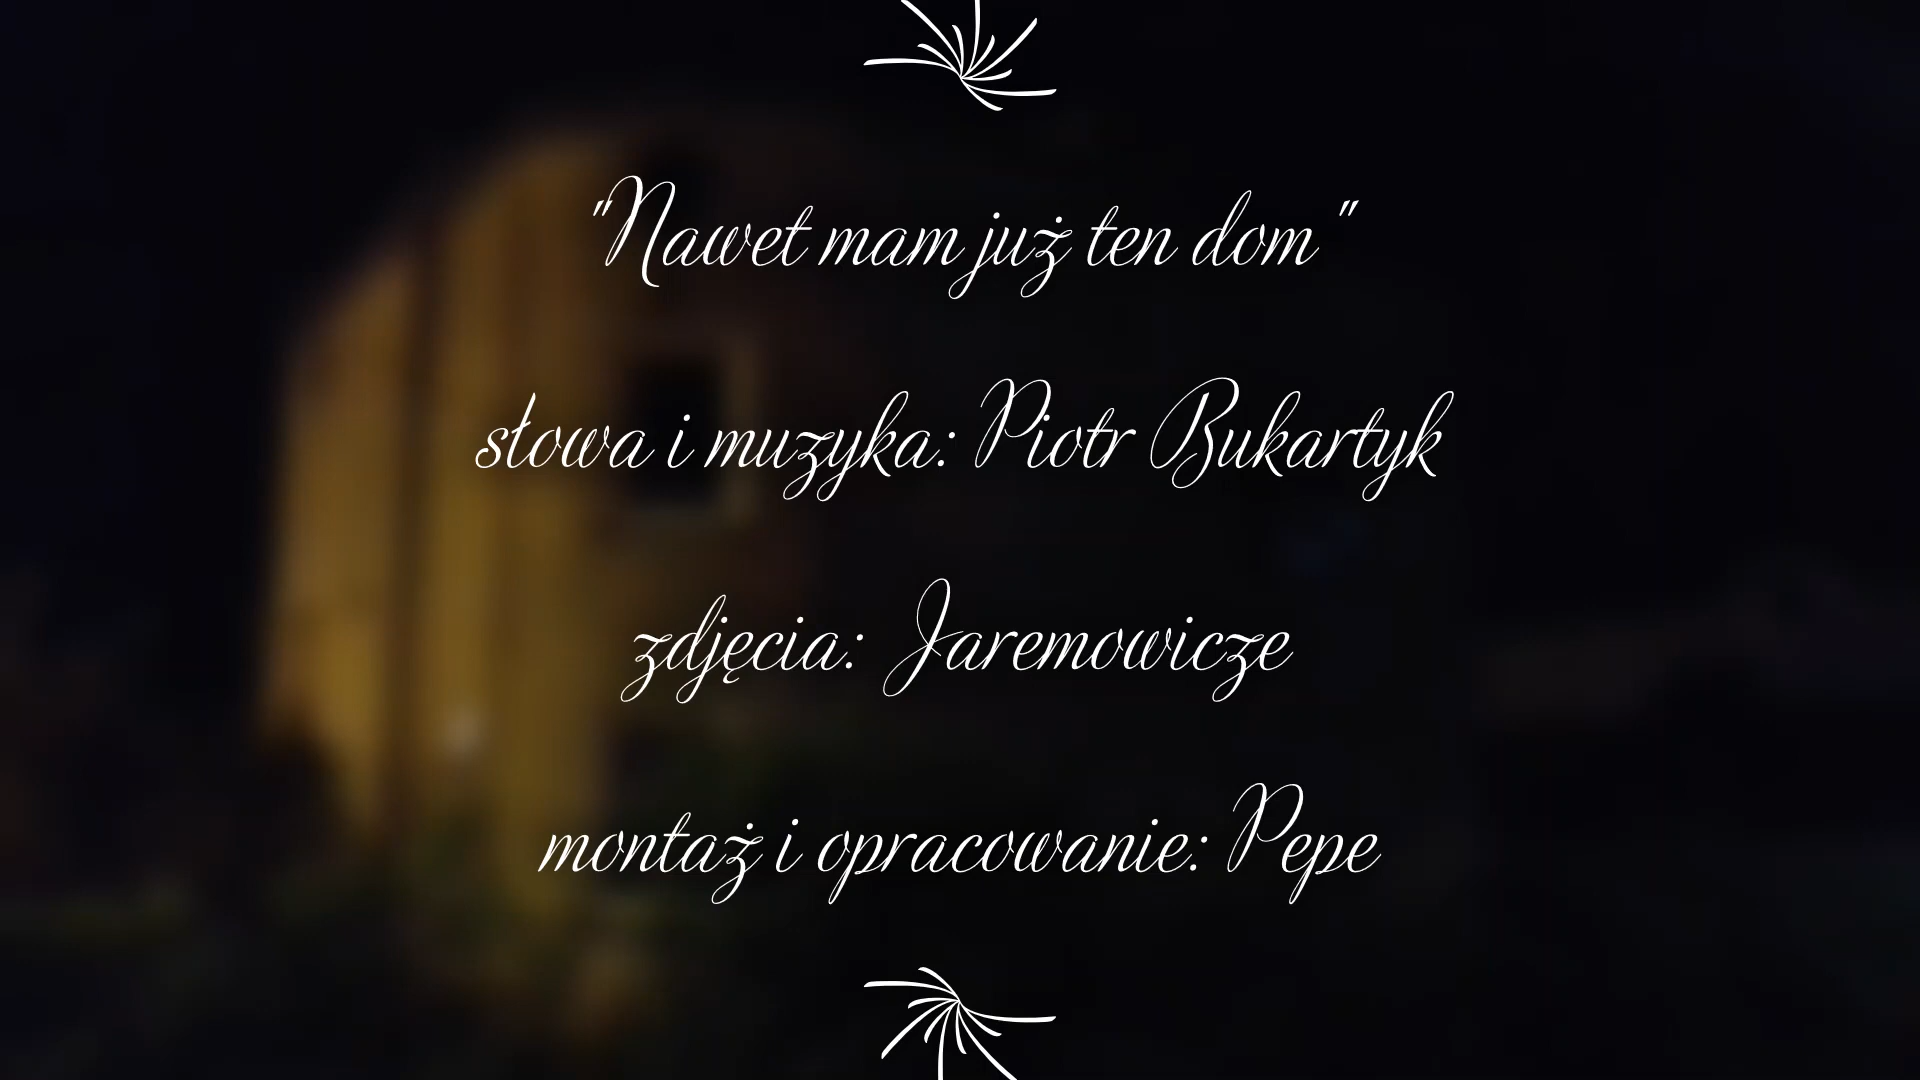 "Nawet mam już ten dom"
słowa i muzyka: Piotr Bukartyk
zdjęcia: Jaremowicze
montaż i opracowanie: Pepe